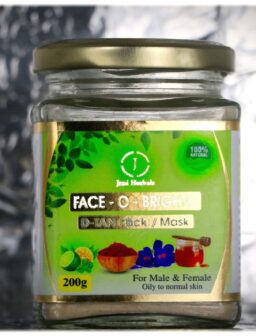 J
Jeni Herbals
100%
NATURAL
FACE - O - BRIGHT
D-TAN Pack / Mask
200g
For Male & Female
Oily to normal skin